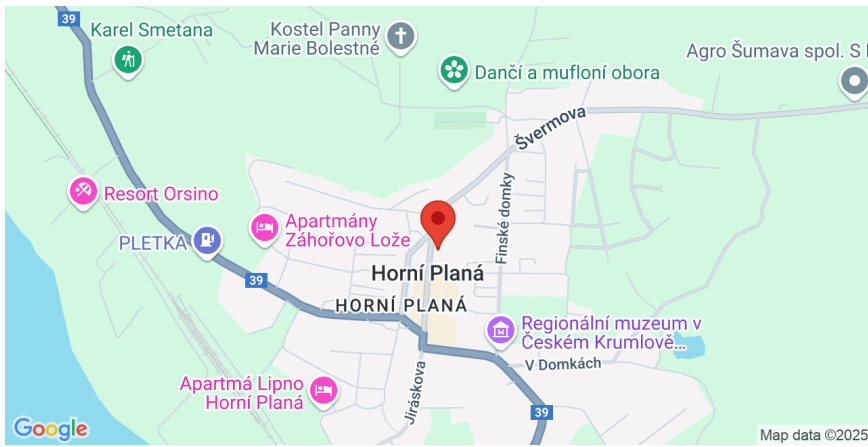 39
Karel Smetana
Kostel Panny
Marie Bolestné
Dančí a mufloní obora
Agro Šumava spol. S
Švermova
Resort Orsino
Apartmány
Záhořovo Lože
Finské domky
PLETKA
Horní Planá
39
HORNÍ PLANÁ
Regionální muzeum v
Českém Krumlově...
V Domkách
Apartmá Lipno
Horní Planá
Jiráskova
39
Google
Map data ©2025